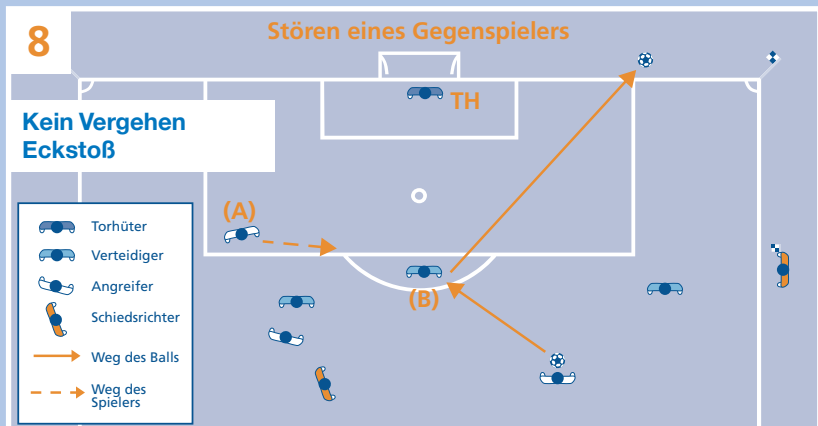 8
Stören eines Gegenspielers
TH
Kein Vergehen
Eckstoß
(A)
(B)
Torhüter
Verteidiger
Angreifer
Schiedsrichter
Weg des Balls
Weg des
Spielers